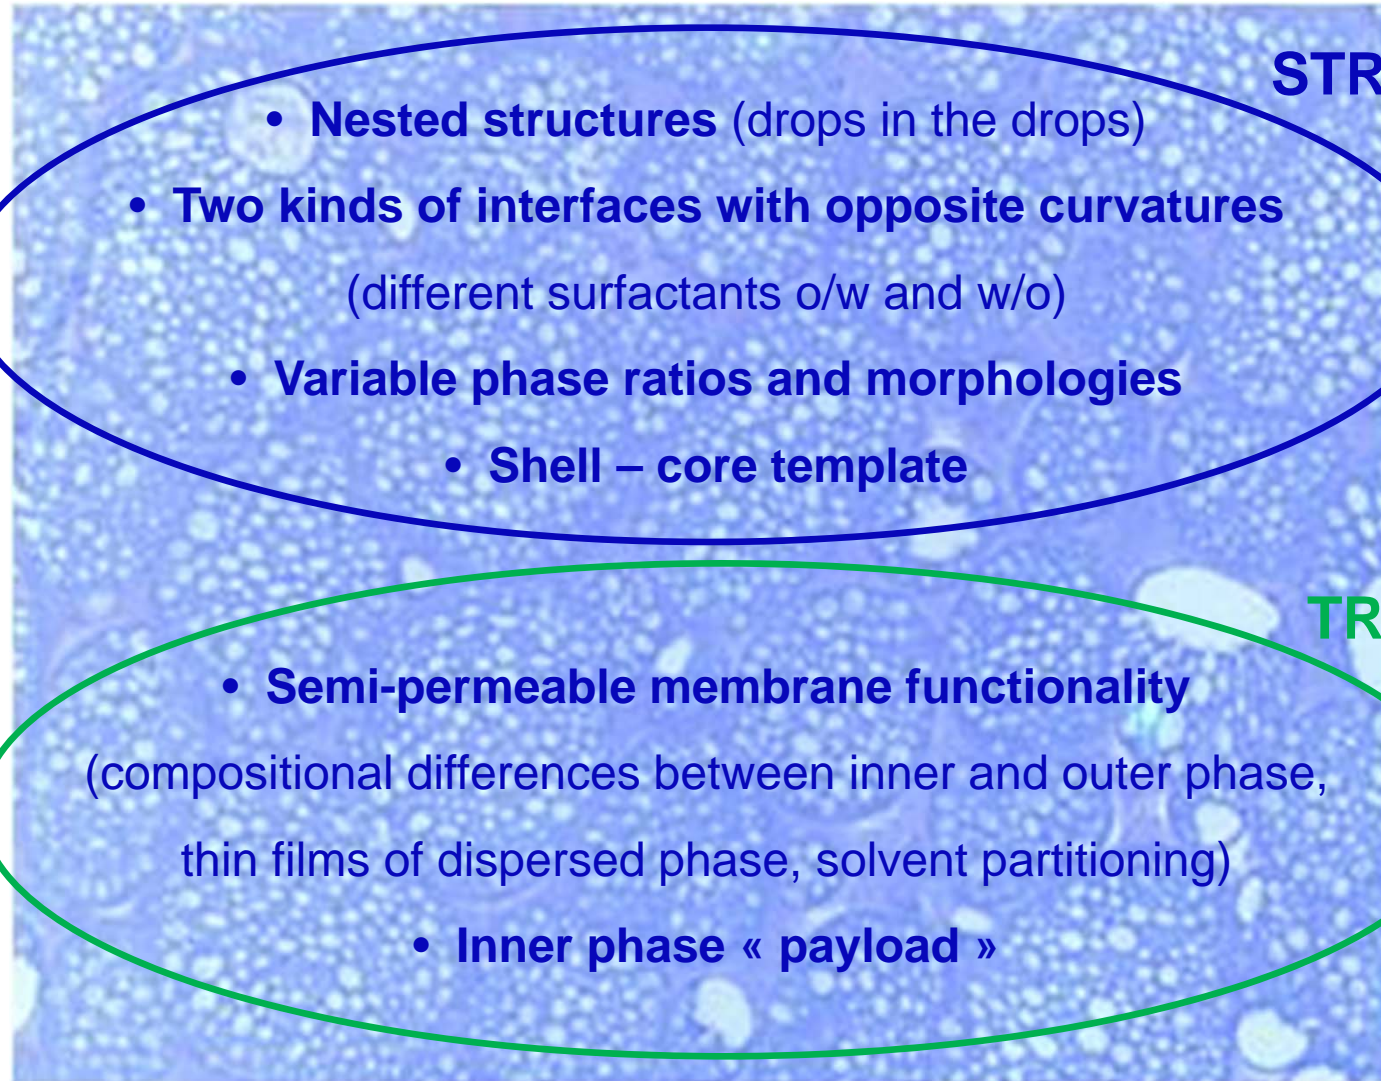 STR
• Nested structures (drops in the drops)
• Two kinds of interfaces with opposite curvatures
(different surfactants o/w and w/o)
• Variable phase ratios and morphologies
• Shell – core template
TR
• Semi-permeable membrane functionality
(compositional differences between inner and outer phase,
thin films of dispersed phase, solvent partitioning)
• Inner phase « payload »